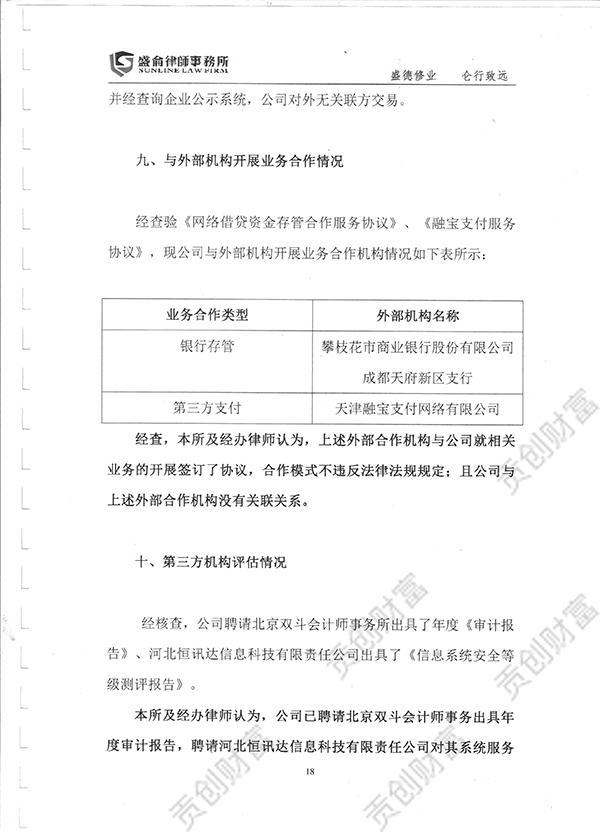 盛俞律師事務所
SUNLINE LAW FIRM
盛德修业 仑行致远
并经查询企业公示系统，公司对外无关联方交易。
九、与外部机构开展业务合作情况
经查验《网络借贷资金存管合作服务协议》、《融宝支付服务
协议》，现公司与外部机构开展业务合作机构情况如下表所示：
业务合作类型 外部机构名称
银行存管 攀枝花市商业银行股份有限公司
成都天府新区支行
第三方支付 天津融宝支付网络有限公司
经查，本所及经办律师认为，上述外部合作机构与公司就相关
业务的开展签订了协议，合作模式不违反法律法规规定；且公司与
上述外部合作机构没有关联关系。
十、第三方机构评估情况
经核查，公司聘请北京双斗会计师事务所出具了年度《审计报
告》、河北恒讯达信息科技有限责任公司出具了《信息系统安全等
级测评报告》。
本所及经办律师认为，公司已聘请北京双斗会计师事务出具年
度审计报告，聘请河北恒讯达信息科技有限责任公司对其系统服务
18
贡创财富
贡创财富
贡创财富
贡创财富